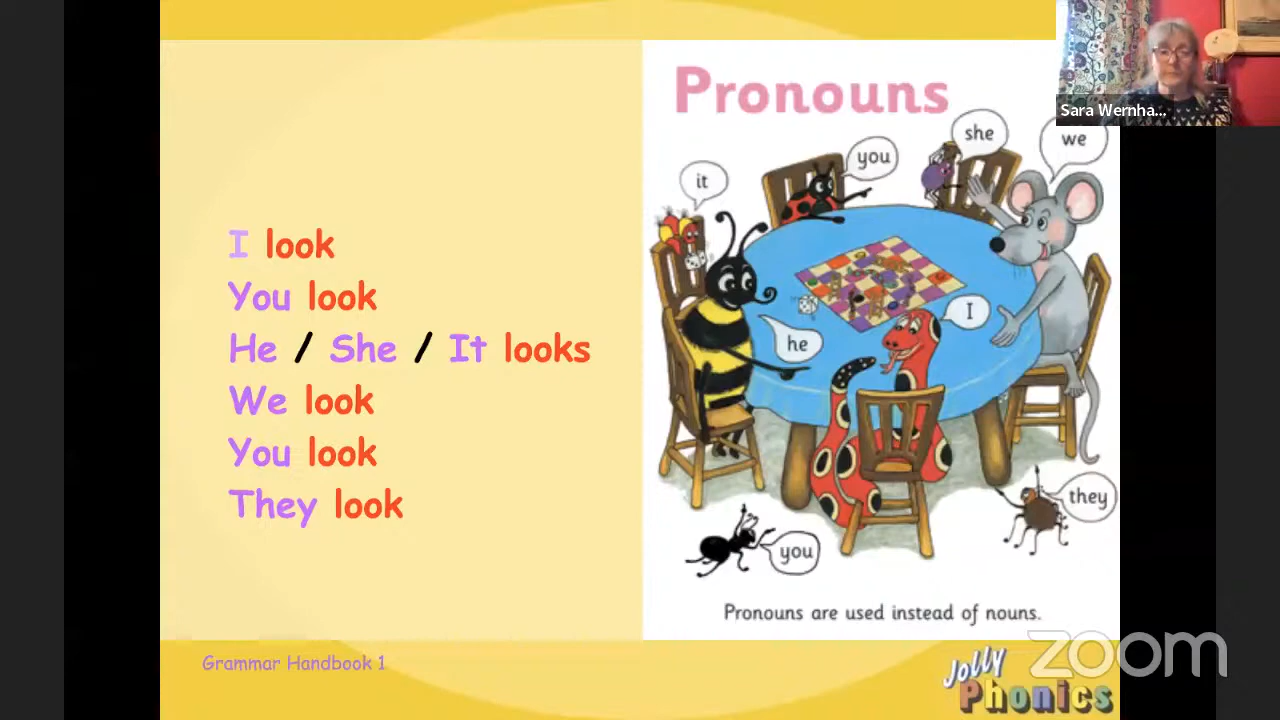 Pronouns
Sara Wernha...
she
we
you
it
I look
You look
He / She / It looks
We look
You look
They look
I
he
they
you
Pronouns are used instead of nouns.
Grammar Handbook 1
Jolly
Phonics
zoom